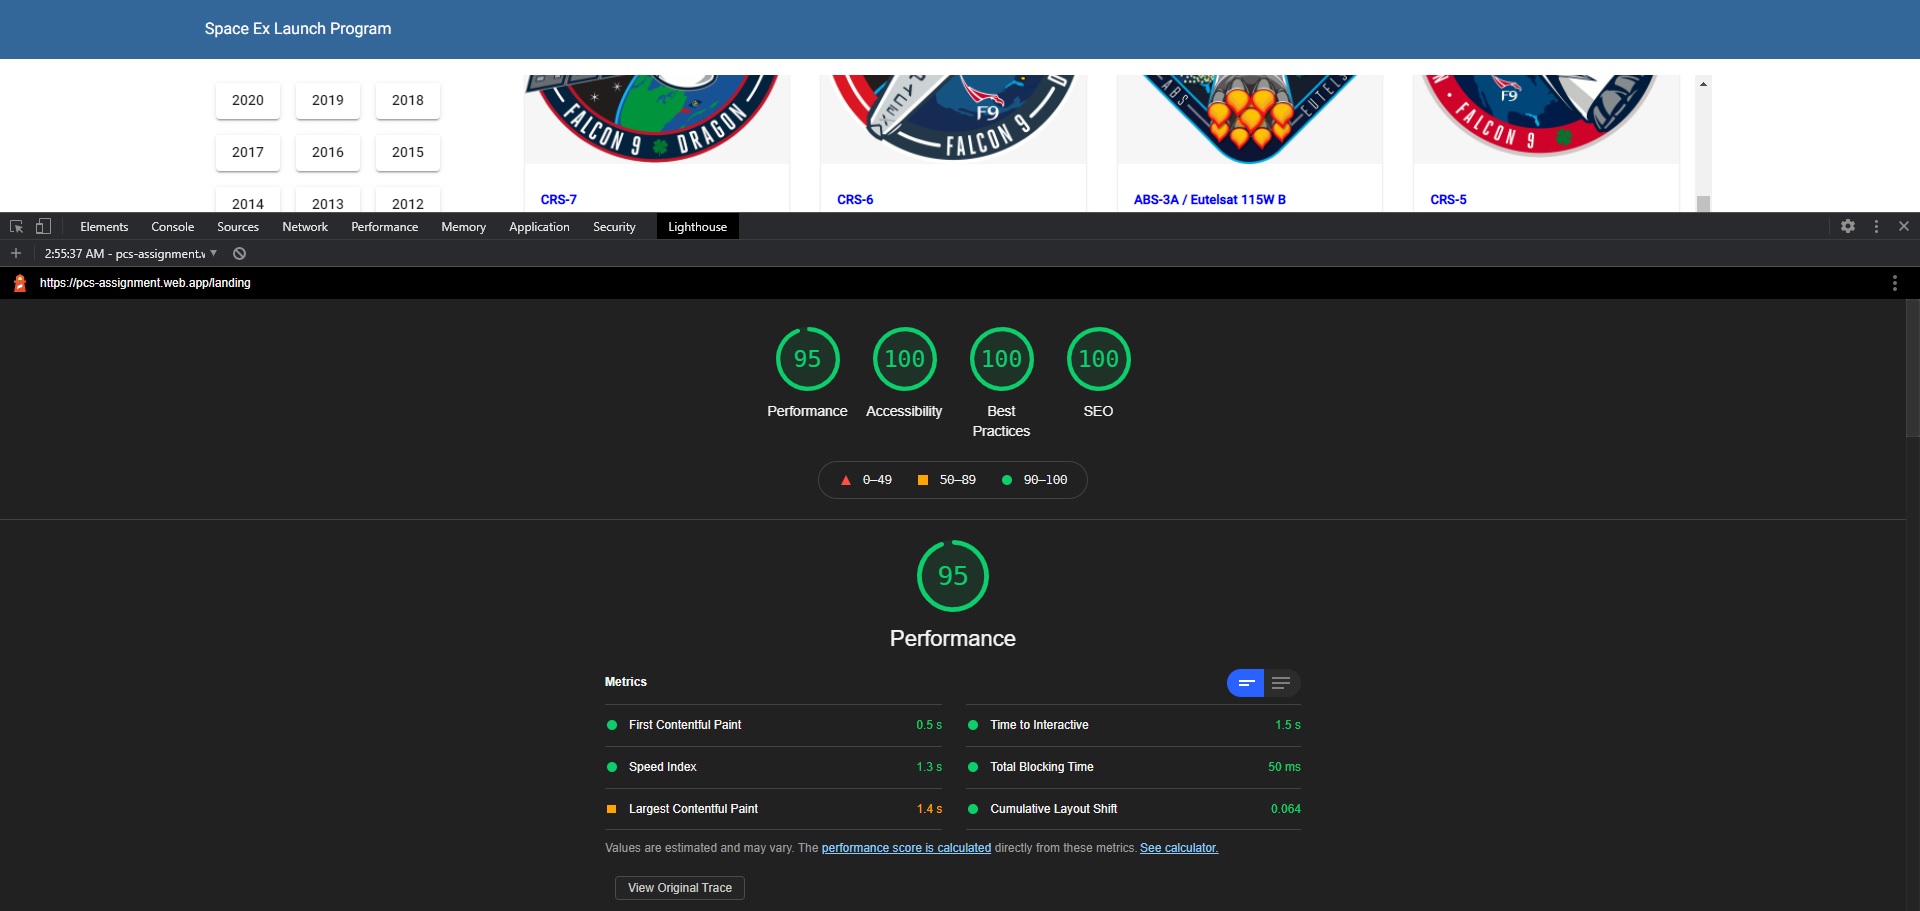 Space Ex Launch Program
2020 2019 2018
2017 2016 2015
2014 2013 2012
FALCON 9 DRAGON
F9
FALCON 9
ABS EUTELS
F9
FALCON 9
CRS-7
CRS-6
ABS-3A / Eutelsat 115W B
CRS-5
Elements Console Sources Network Performance Memory Application Security Lighthouse
2:55:37 AM - pcs-assignment.
https://pcs-assignment.web.app/landing
95 100 100 100
Performance Accessibility Best Practices SEO
0–49 50–89 90–100
95
Performance
Metrics
First Contentful Paint 0.5 s
Time to Interactive 1.5 s
Speed Index 1.3 s
Total Blocking Time 50 ms
Largest Contentful Paint 1.4 s
Cumulative Layout Shift 0.064
Values are estimated and may vary. The performance score is calculated directly from these metrics. See calculator.
View Original Trace